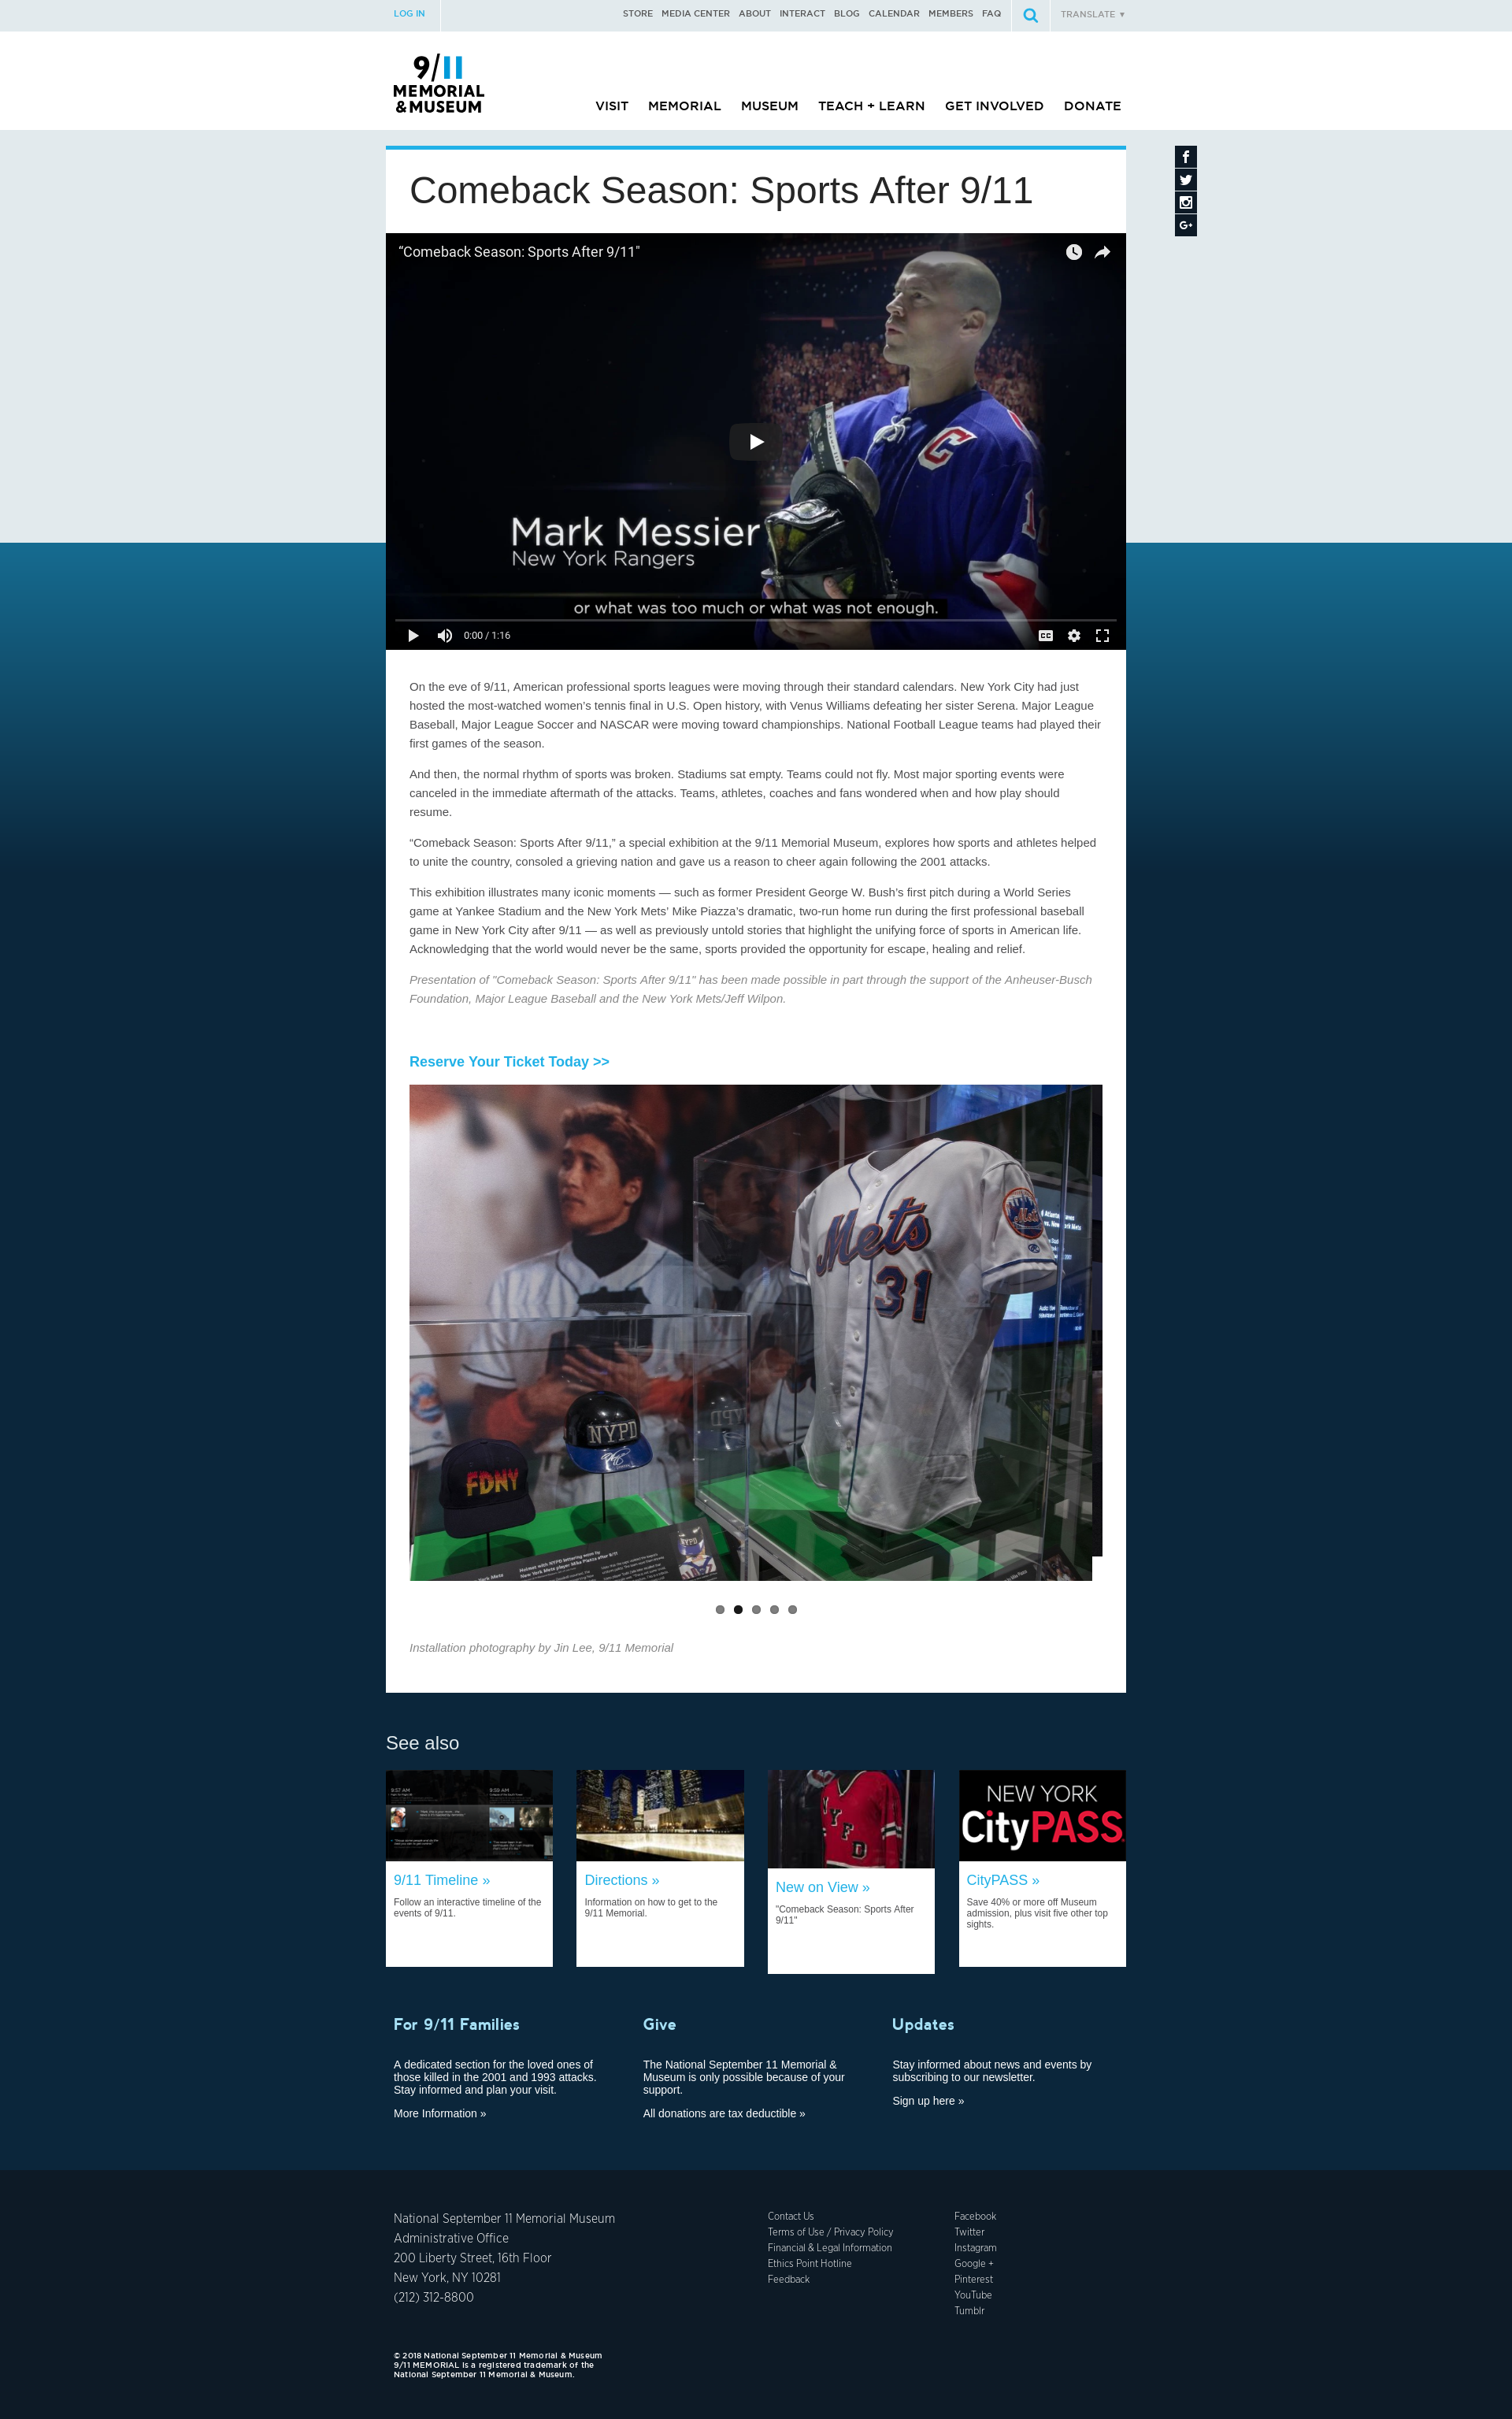 LOG IN
STORE MEDIA CENTER ABOUT INTERACT BLOG CALENDAR MEMBERS FAQ
TRANSLATE ▼
9/11
MEMORIAL
& MUSEUM
VISIT MEMORIAL MUSEUM TEACH + LEARN GET INVOLVED DONATE
Comeback Season: Sports After 9/11
“Comeback Season: Sports After 9/11"
C
Mark Messier
New York Rangers
or what was too much or what was not enough.
0:00 / 1:16
CC
On the eve of 9/11, American professional sports leagues were moving through their standard calendars. New York City had just
hosted the most-watched women’s tennis final in U.S. Open history, with Venus Williams defeating her sister Serena. Major League
Baseball, Major League Soccer and NASCAR were moving toward championships. National Football League teams had played their
first games of the season.
And then, the normal rhythm of sports was broken. Stadiums sat empty. Teams could not fly. Most major sporting events were
canceled in the immediate aftermath of the attacks. Teams, athletes, coaches and fans wondered when and how play should
resume.
“Comeback Season: Sports After 9/11,” a special exhibition at the 9/11 Memorial Museum, explores how sports and athletes helped
to unite the country, consoled a grieving nation and gave us a reason to cheer again following the 2001 attacks.
This exhibition illustrates many iconic moments — such as former President George W. Bush’s first pitch during a World Series
game at Yankee Stadium and the New York Mets’ Mike Piazza’s dramatic, two-run home run during the first professional baseball
game in New York City after 9/11 — as well as previously untold stories that highlight the unifying force of sports in American life.
Acknowledging that the world would never be the same, sports provided the opportunity for escape, healing and relief.
Presentation of "Comeback Season: Sports After 9/11" has been made possible in part through the support of the Anheuser-Busch
Foundation, Major League Baseball and the New York Mets/Jeff Wilpon.
Reserve Your Ticket Today >>
Mets
31
NYPD
FDNY
Installation photography by Jin Lee, 9/11 Memorial
See also
NEW YORK
CityPASS
NYFD
9/11 Timeline »
Follow an interactive timeline of the
events of 9/11.
Directions »
Information on how to get to the
9/11 Memorial.
New on View »
"Comeback Season: Sports After
9/11"
CityPASS »
Save 40% or more off Museum
admission, plus visit five other top
sights.
For 9/11 Families
A dedicated section for the loved ones of
those killed in the 2001 and 1993 attacks.
Stay informed and plan your visit.
More Information »
Give
The National September 11 Memorial &
Museum is only possible because of your
support.
All donations are tax deductible »
Updates
Stay informed about news and events by
subscribing to our newsletter.
Sign up here »
National September 11 Memorial Museum
Administrative Office
200 Liberty Street, 16th Floor
New York, NY 10281
(212) 312-8800
Contact Us
Terms of Use / Privacy Policy
Financial & Legal Information
Ethics Point Hotline
Feedback
Facebook
Twitter
Instagram
Google +
Pinterest
YouTube
Tumblr
© 2018 National September 11 Memorial & Museum
9/11 MEMORIAL is a registered trademark of the
National September 11 Memorial & Museum.